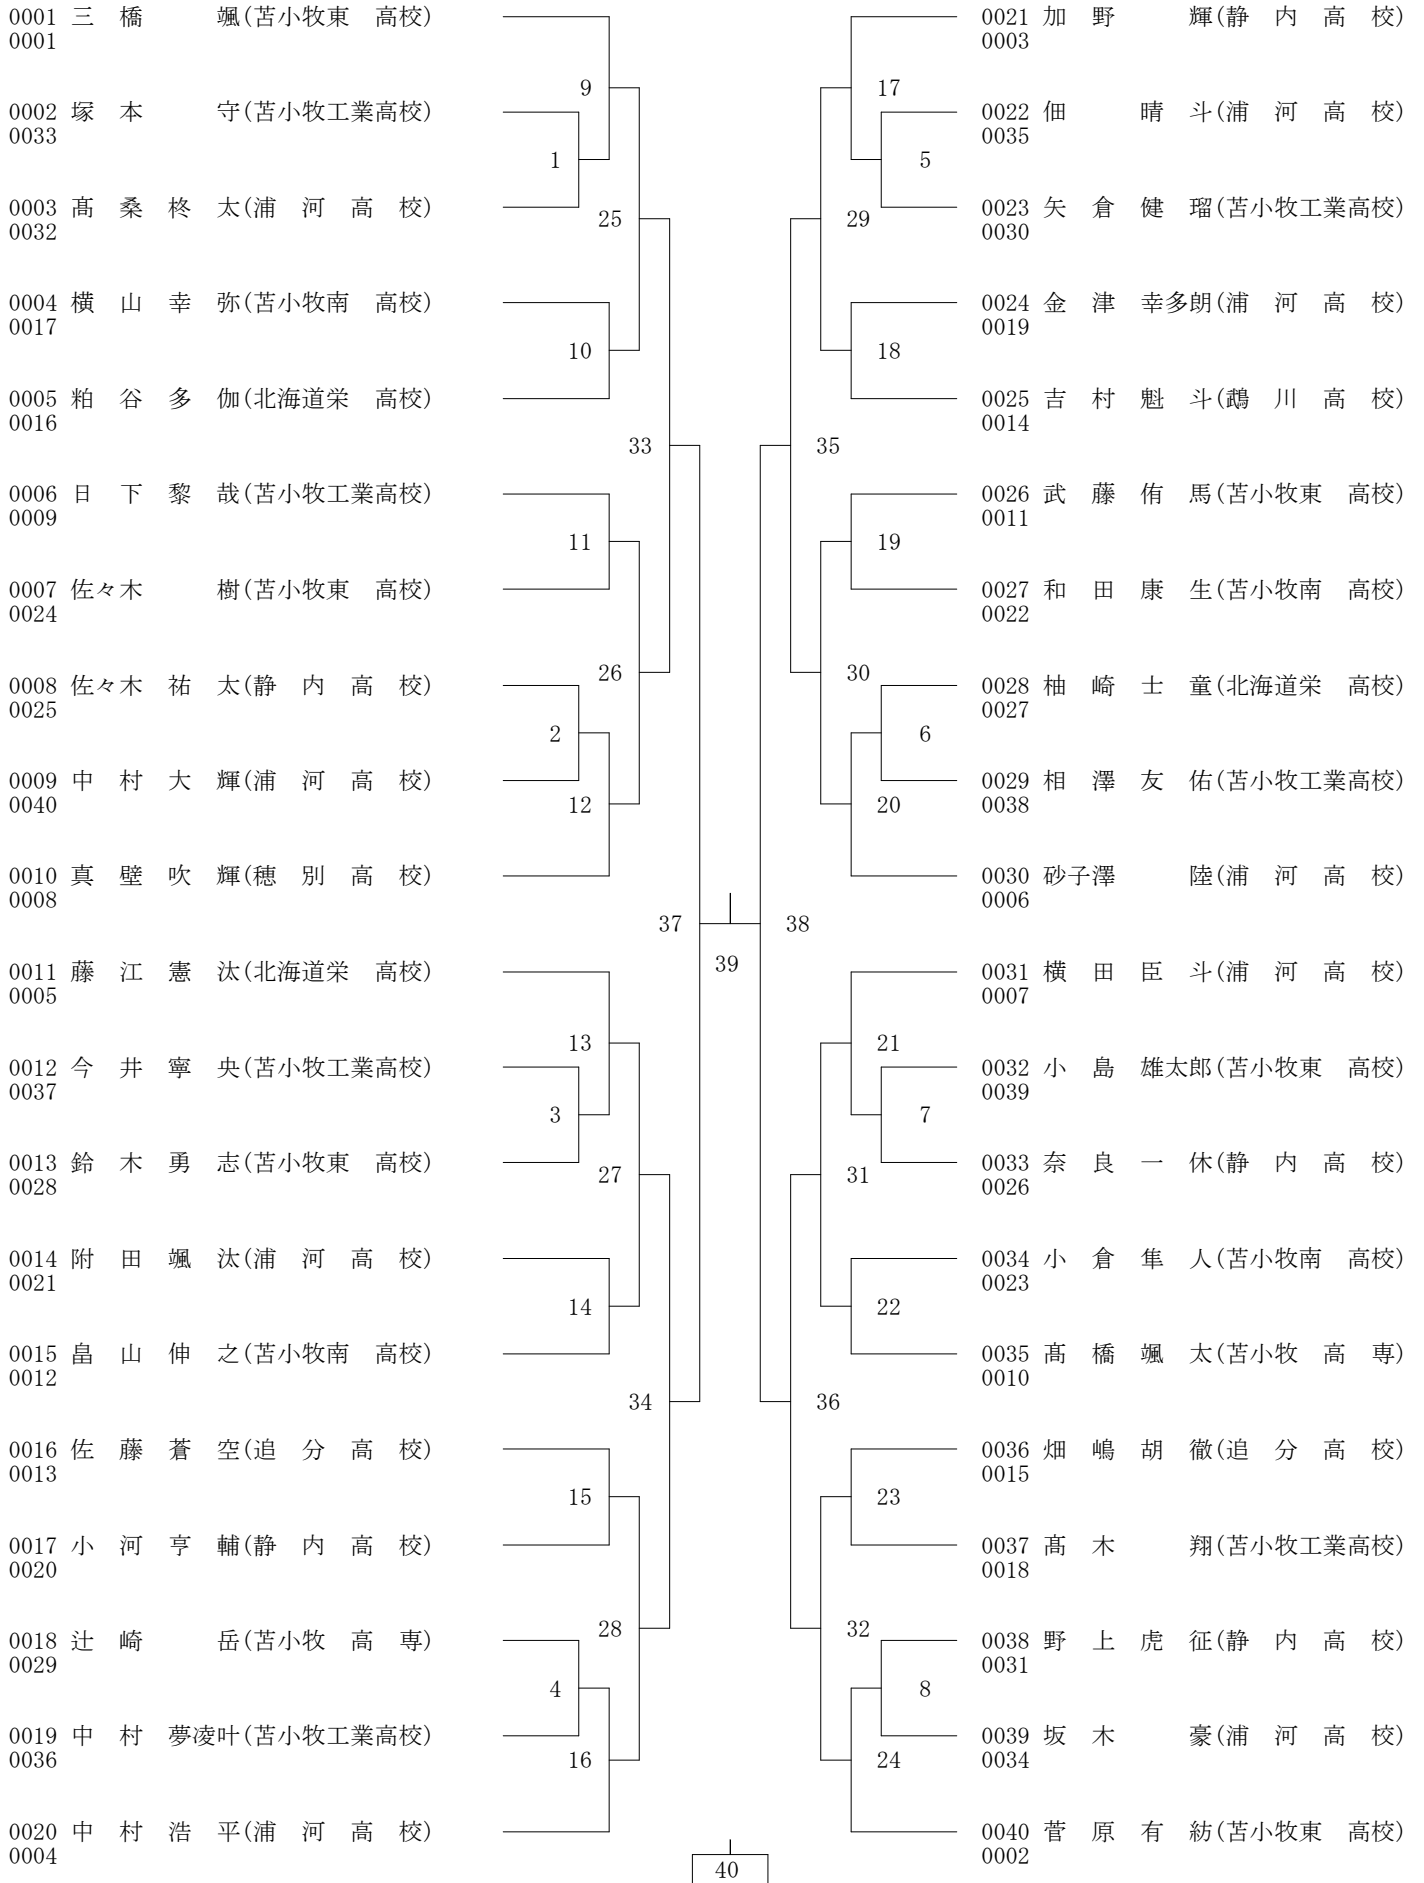 0001 三 橋 颯(苫小牧東 高校)
0001
9
0002 塚 本 守(苫小牧工業高校)
0033
1
0003 髙 桑 柊 太(浦 河 高 校)
0032
25
0004 横 山 幸 弥(苫小牧南 高校)
0017
10
0005 粕 谷 多 伽(北海道栄 高校)
0016
33
0006 日 下 黎 哉(苫小牧工業高校)
0009
11
0007 佐々木 樹(苫小牧東 高校)
0024
26
0008 佐々木 祐 太(静 内 高 校)
0025
2
0009 中 村 大 輝(浦 河 高 校)
0040
12
0010 真 壁 吹 輝(穂 別 高 校)
0008
37
39
0011 藤 江 憲 汰(北海道栄 高校)
0005
13
0012 今 井 寧 央(苫小牧工業高校)
0037
3
0013 鈴 木 勇 志(苫小牧東 高校)
0028
27
0014 附 田 颯 汰(浦 河 高 校)
0021
14
0015 畠 山 伸 之(苫小牧南 高校)
0012
34
0016 佐 藤 蒼 空(追 分 高 校)
0013
15
0017 小 河 亨 輔(静 内 高 校)
0020
28
0018 辻 崎 岳(苫小牧 高 専)
0029
4
0019 中 村 夢凌叶(苫小牧工業高校)
0036
16
0020 中 村 浩 平(浦 河 高 校)
0004
40
0021 加 野 輝(静 内 高 校)
0003
17
0022 佃 晴 斗(浦 河 高 校)
0035
5
0023 矢 倉 健 瑠(苫小牧工業高校)
0030
29
0024 金 津 幸多朗(浦 河 高 校)
0019
18
0025 吉 村 魁 斗(鵡 川 高 校)
0014
35
0026 武 藤 侑 馬(苫小牧東 高校)
0011
19
0027 和 田 康 生(苫小牧南 高校)
0022
30
0028 柚 崎 士 童(北海道栄 高校)
0027
6
0029 相 澤 友 佑(苫小牧工業高校)
0038
20
0030 砂子澤 陸(浦 河 高 校)
0006
38
0031 横 田 臣 斗(浦 河 高 校)
0007
21
0032 小 島 雄太郎(苫小牧東 高校)
0039
7
0033 奈 良 一 休(静 内 高 校)
0026
31
0034 小 倉 隼 人(苫小牧南 高校)
0023
22
0035 髙 橋 颯 太(苫小牧 高 専)
0010
36
0036 畑 嶋 胡 徹(追 分 高 校)
0015
23
0037 髙 木 翔(苫小牧工業高校)
0018
32
0038 野 上 虎 征(静 内 高 校)
0031
8
0039 坂 木 豪(浦 河 高 校)
0034
24
0040 菅 原 有 紡(苫小牧東 高校)
0002